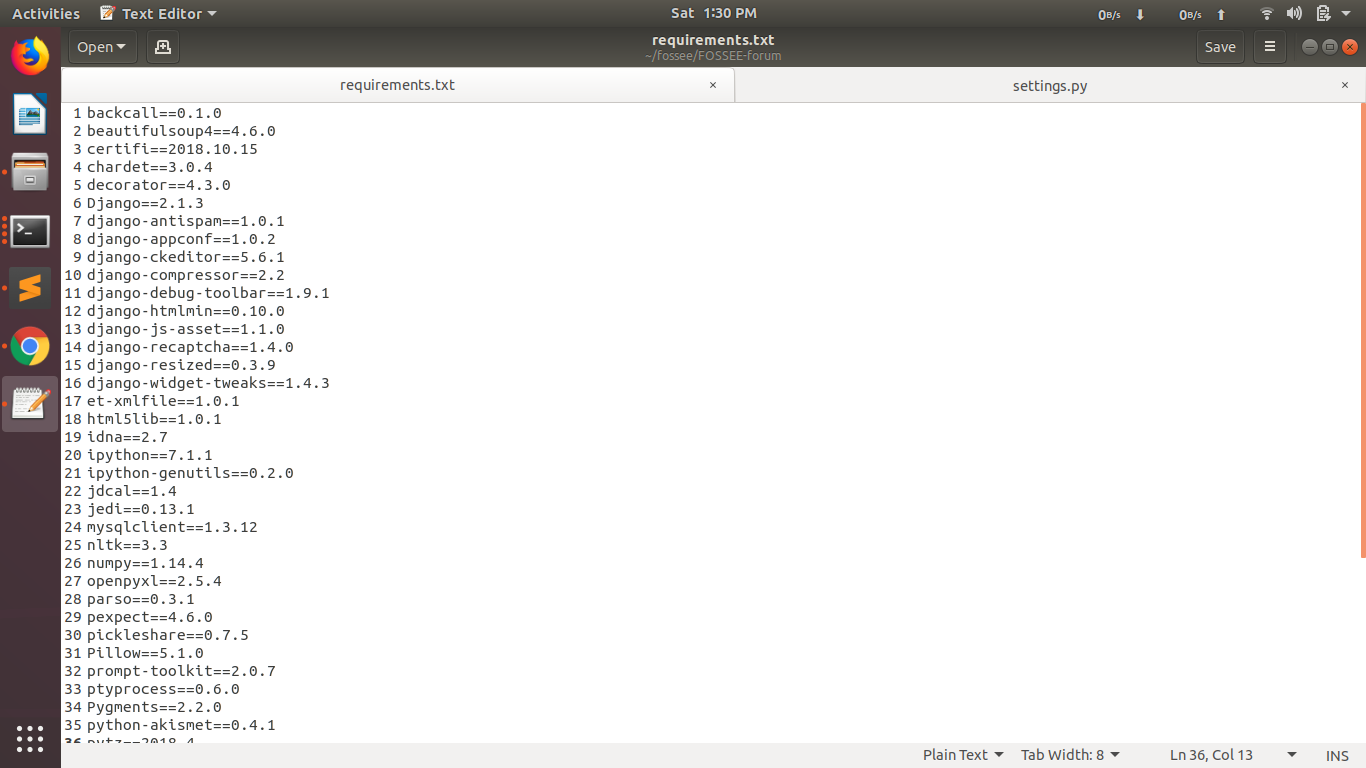 Activities Text Editor Sat 1:30 PM 0B/s 0B/s
Open requirements.txt Save
~/fossee/FOSSEE-forum
requirements.txt × settings.py ×
1 backcall==0.1.0
2 beautifulsoup4==4.6.0
3 certifi==2018.10.15
4 chardet==3.0.4
5 decorator==4.3.0
6 Django==2.1.3
7 django-antispam==1.0.1
8 django-appconf==1.0.2
9 django-ckeditor==5.6.1
10 django-compressor==2.2
11 django-debug-toolbar==1.9.1
12 django-htmlmin==0.10.0
13 django-js-asset==1.1.0
14 django-recaptcha==1.4.0
15 django-resized==0.3.9
16 django-widget-tweaks==1.4.3
17 et-xmlfile==1.0.1
18 html5lib==1.0.1
19 idna==2.7
20 ipython==7.1.1
21 ipython-genutils==0.2.0
22 jdcal==1.4
23 jedi==0.13.1
24 mysqlclient==1.3.12
25 nltk==3.3
26 numpy==1.14.4
27 openpyxl==2.5.4
28 parso==0.3.1
29 pexpect==4.6.0
30 pickleshare==0.7.5
31 Pillow==5.1.0
32 prompt-toolkit==2.0.7
33 ptyprocess==0.6.0
34 Pygments==2.2.0
35 python-akismet==0.4.1
36 pytz==2018.4
Plain Text Tab Width: 8 Ln 36, Col 13 INS